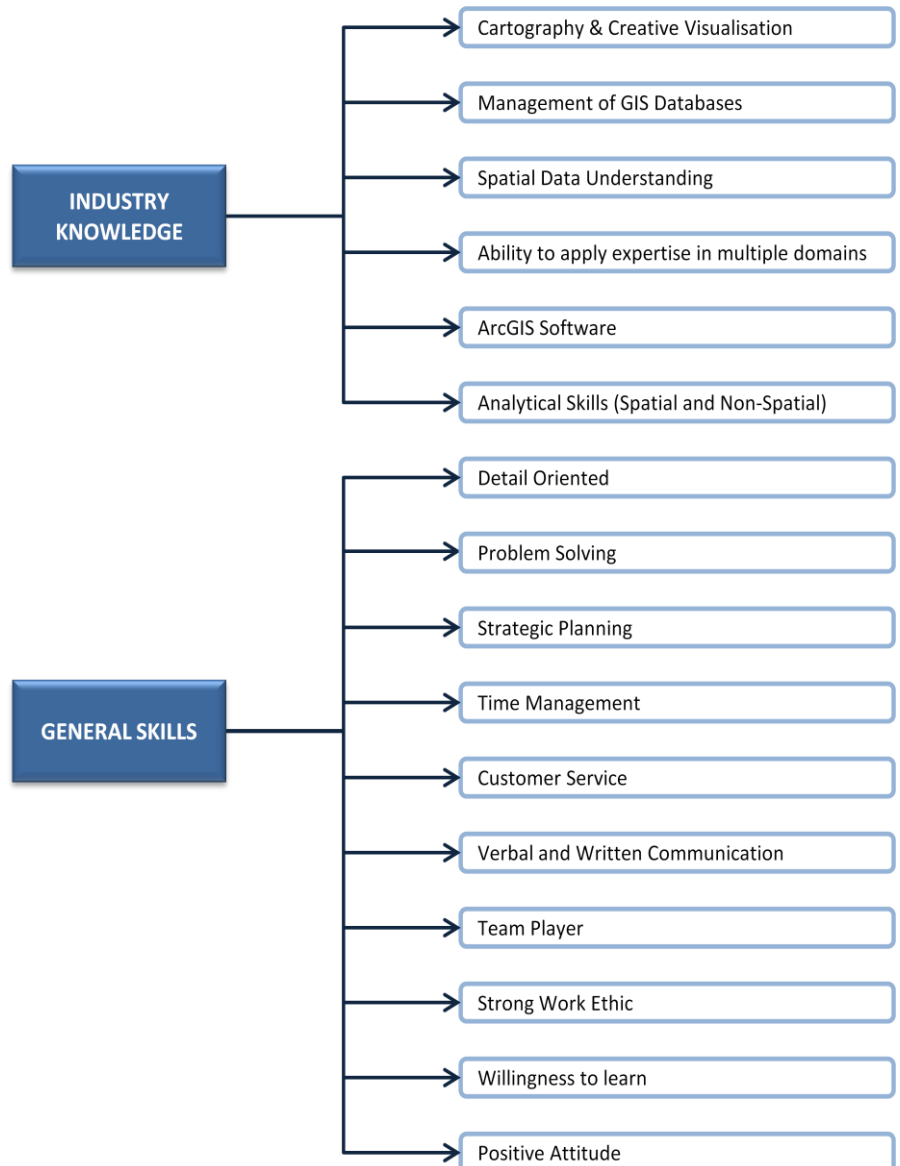 Cartography & Creative Visualisation
Management of GIS Databases
INDUSTRY
KNOWLEDGE
Spatial Data Understanding
Ability to apply expertise in multiple domains
ArcGIS Software
Analytical Skills (Spatial and Non-Spatial)
Detail Oriented
Problem Solving
Strategic Planning
Time Management
GENERAL SKILLS
Customer Service
Verbal and Written Communication
Team Player
Strong Work Ethic
Willingness to learn
Positive Attitude